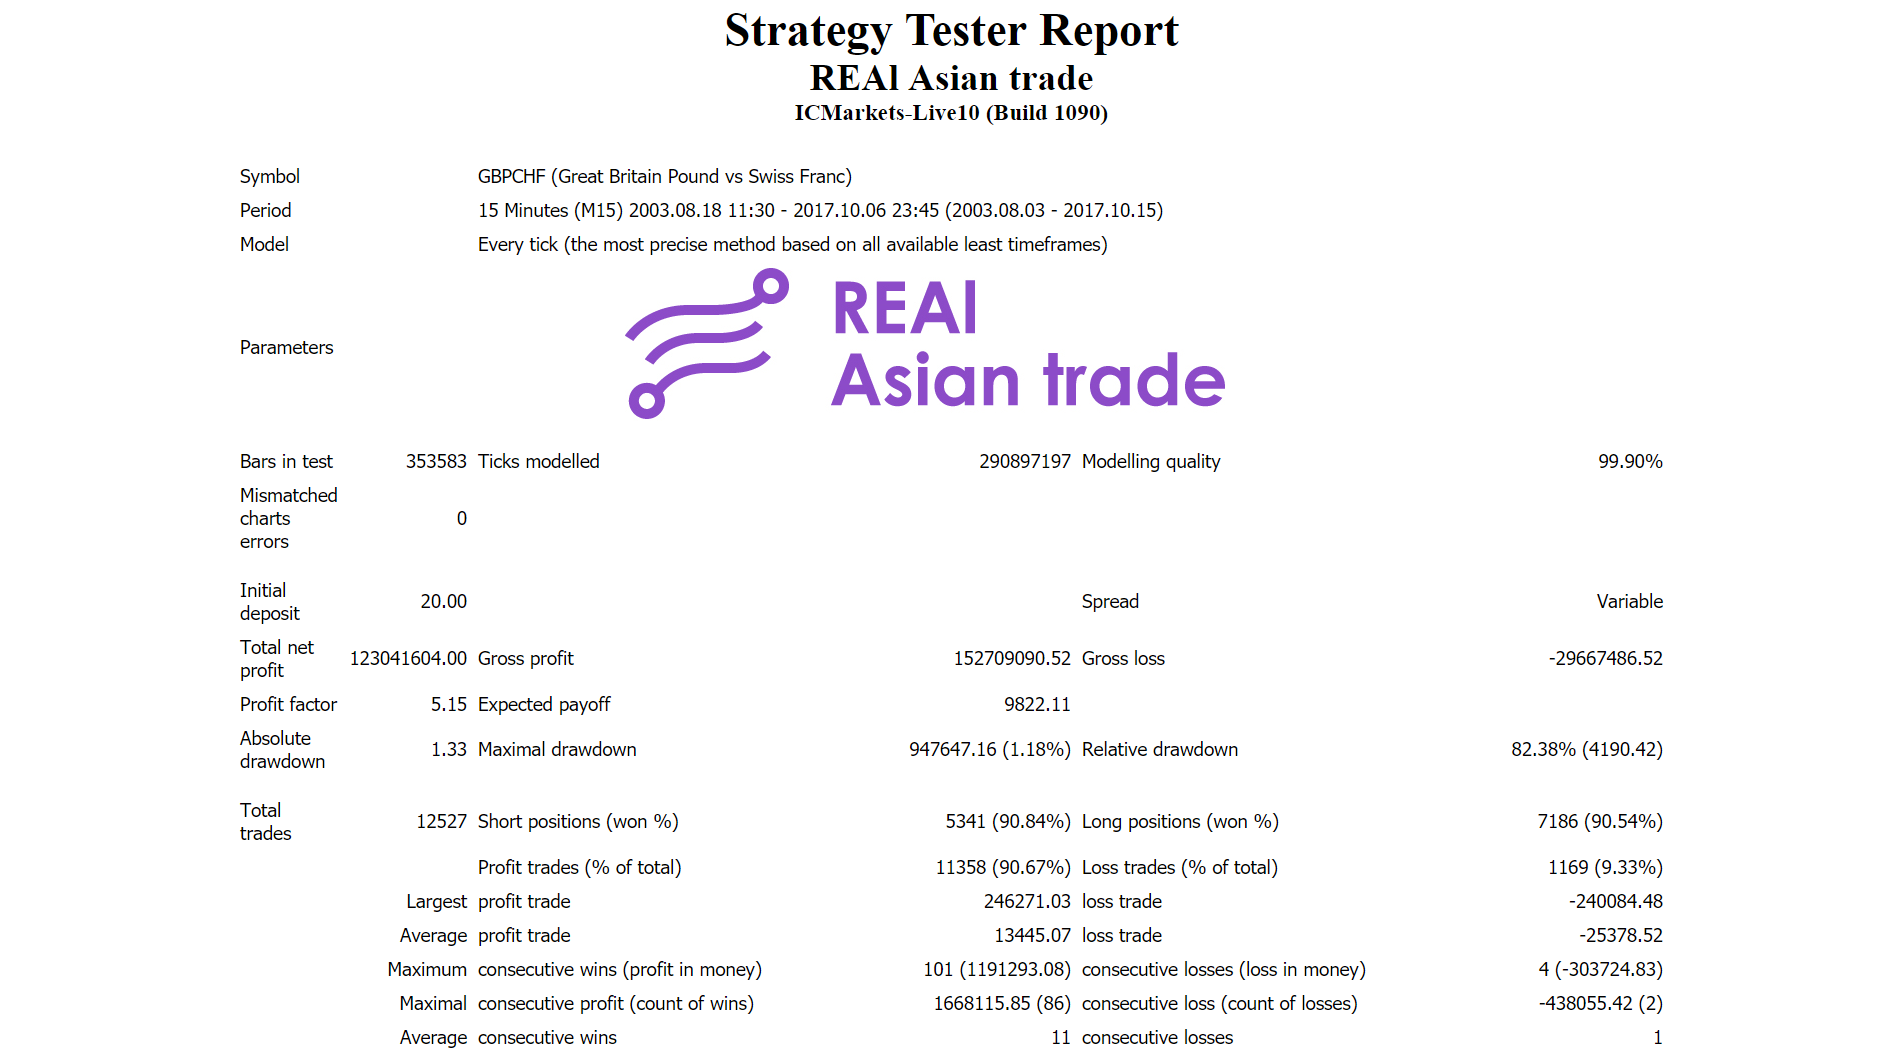 Strategy Tester Report
REAl Asian trade
ICMarkets-Live10 (Build 1090)
Symbol GBPCHF (Great Britain Pound vs Swiss Franc)
Period 15 Minutes (M15) 2003.08.18 11:30 - 2017.10.06 23:45 (2003.08.03 - 2017.10.15)
Model Every tick (the most precise method based on all available least timeframes)
Parameters
REAl
Asian trade
Bars in test 353583 Ticks modelled 290897197 Modelling quality 99.90%
Mismatched
charts
errors
0
Initial
deposit
20.00 Spread Variable
Total net
profit
123041604.00 Gross profit 152709090.52 Gross loss -29667486.52
Profit factor 5.15 Expected payoff 9822.11
Absolute
drawdown
1.33 Maximal drawdown 947647.16 (1.18%) Relative drawdown 82.38% (4190.42)
Total
trades
12527 Short positions (won %) 5341 (90.84%) Long positions (won %) 7186 (90.54%)
Profit trades (% of total) 11358 (90.67%) Loss trades (% of total) 1169 (9.33%)
Largest profit trade 246271.03 loss trade -240084.48
Average profit trade 13445.07 loss trade -25378.52
Maximum consecutive wins (profit in money) 101 (1191293.08) consecutive losses (loss in money) 4 (-303724.83)
Maximal consecutive profit (count of wins) 1668115.85 (86) consecutive loss (count of losses) -438055.42 (2)
Average consecutive wins 11 consecutive losses 1